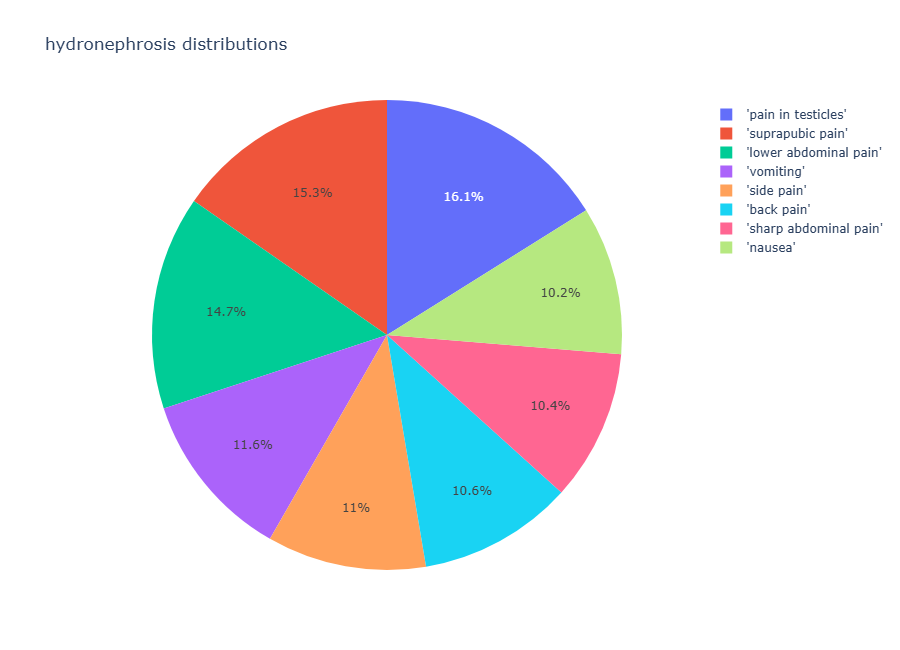 hydronephrosis distributions
'pain in testicles'
'suprapubic pain'
'lower abdominal pain'
'vomiting'
'side pain'
'back pain'
'sharp abdominal pain'
'nausea'
15.3%
16.1%
10.2%
14.7%
10.4%
11.6%
10.6%
11%